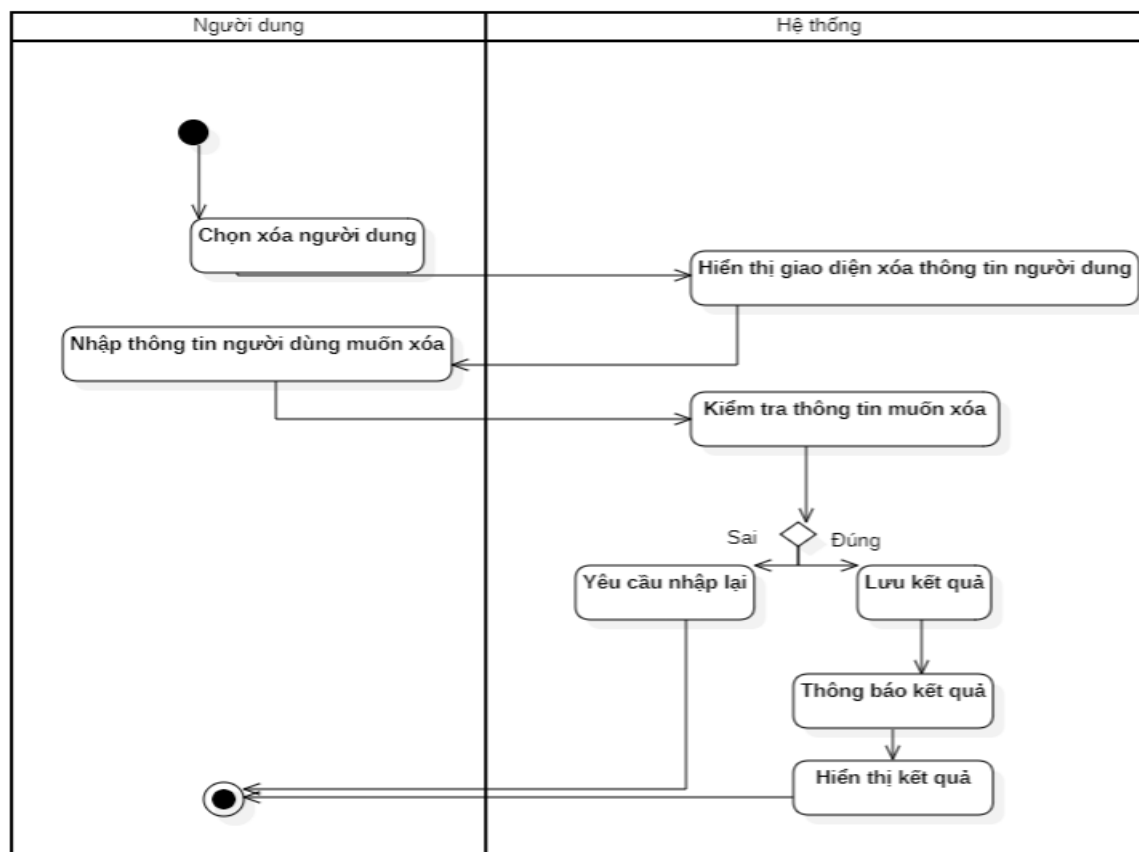 Người dung
Hệ thống
Chọn xóa người dung
Hiển thị giao diện xóa thông tin người dung
Nhập thông tin người dùng muốn xóa
Kiểm tra thông tin muốn xóa
Sai
Đúng
Yêu cầu nhập lại
Lưu kết quả
Thông báo kết quả
Hiển thị kết quả